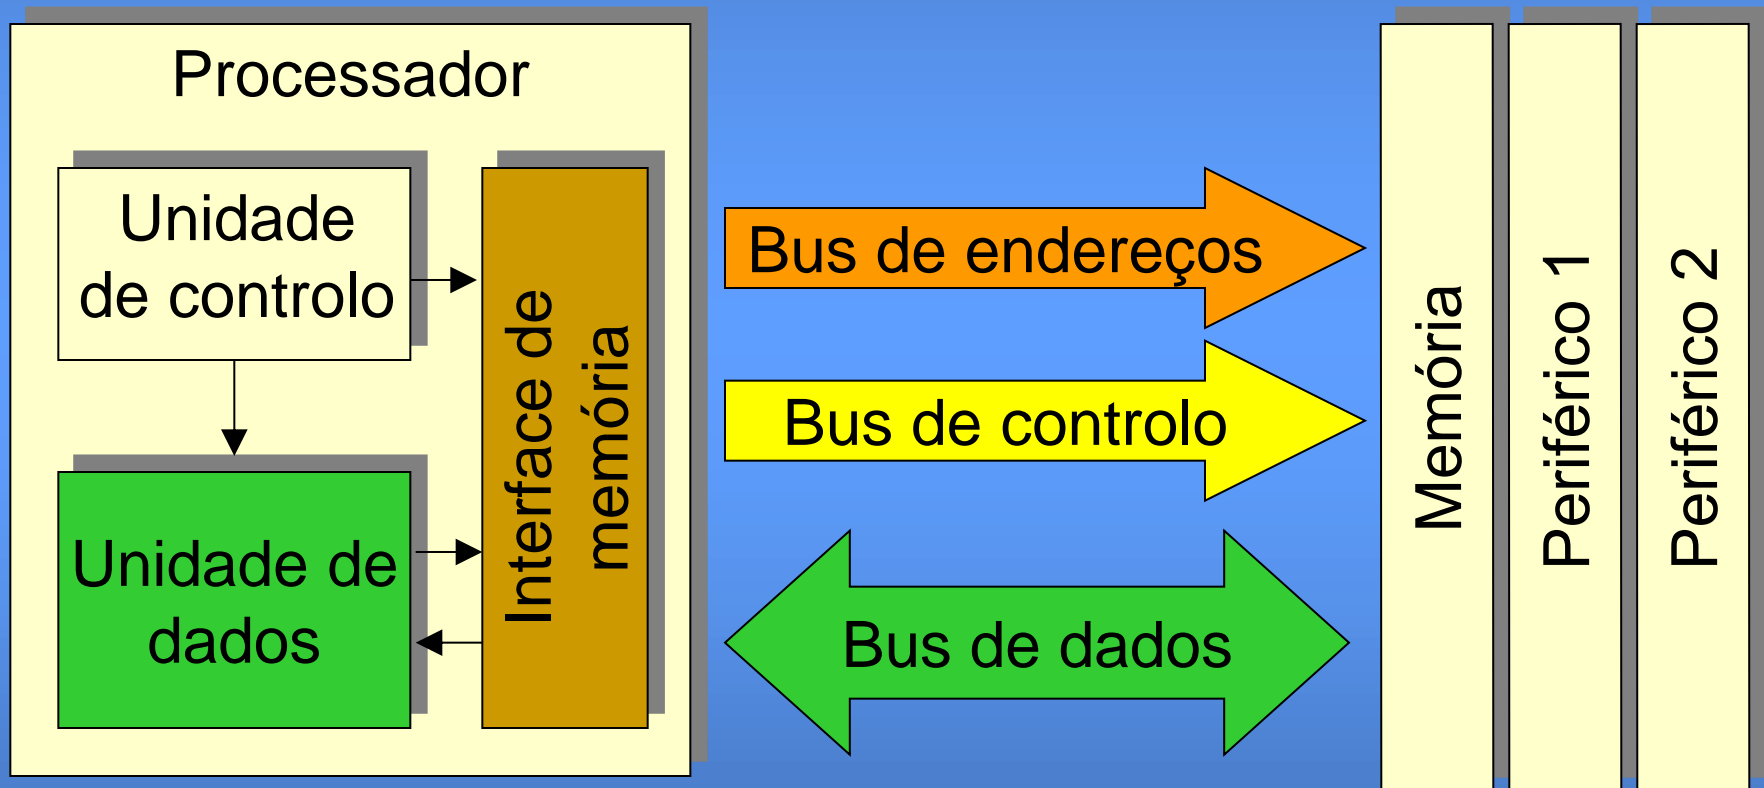 Processador
Unidade
de controlo
Unidade de
dados
Interface de
memória
Bus de endereços
Bus de controlo
Bus de dados
Memória
Periférico 1
Periférico 2